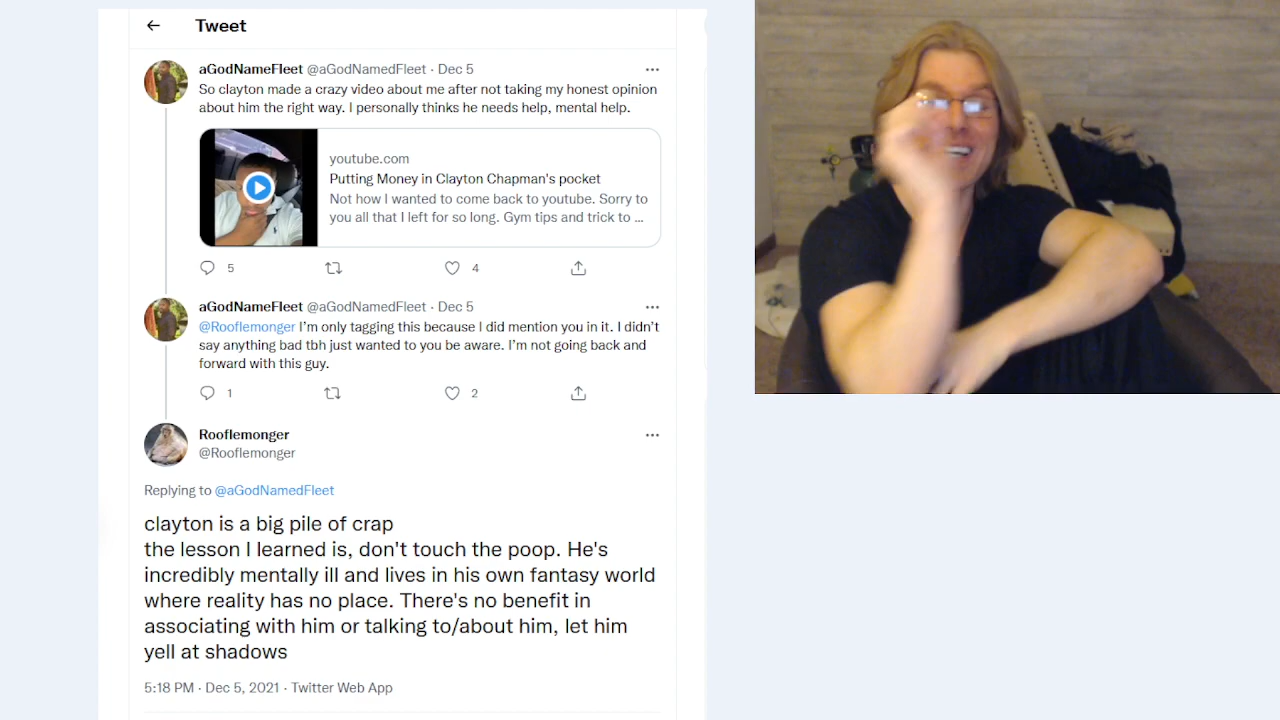 Tweet
aGodNameFleet @aGodNamedFleet · Dec 5
So clayton made a crazy video about me after not taking my honest opinion
about him the right way. I personally thinks he needs help, mental help.
youtube.com
Putting Money in Clayton Chapman's pocket
Not how I wanted to come back to youtube. Sorry to
you all that I left for so long. Gym tips and trick to ...
5
4
aGodNameFleet @aGodNamedFleet · Dec 5
@Rooflemonger I'm only tagging this because I did mention you in it. I didn't
say anything bad tbh just wanted to you be aware. I'm not going back and
forward with this guy.
1
2
Rooflemonger
@Rooflemonger
Replying to @aGodNamedFleet
clayton is a big pile of crap
the lesson I learned is, don't touch the poop. He's
incredibly mentally ill and lives in his own fantasy world
where reality has no place. There's no benefit in
associating with him or talking to/about him, let him
yell at shadows
5:18 PM · Dec 5, 2021 · Twitter Web App